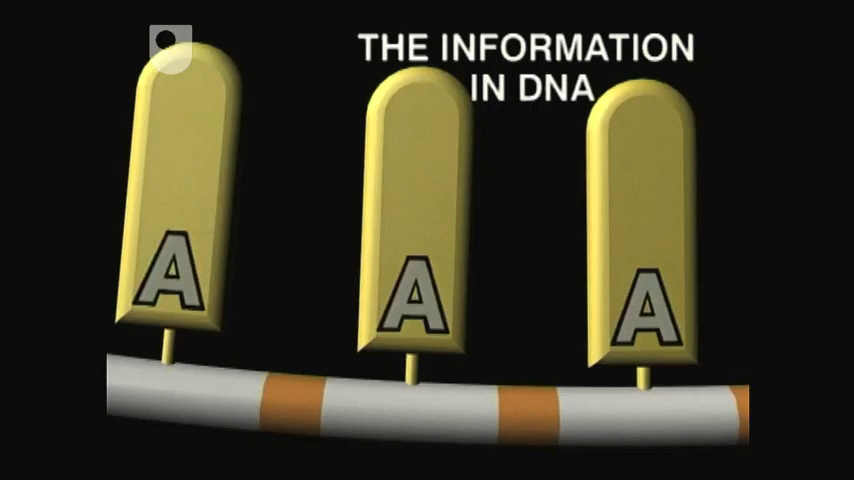 THE INFORMATION
IN DNA
A A A